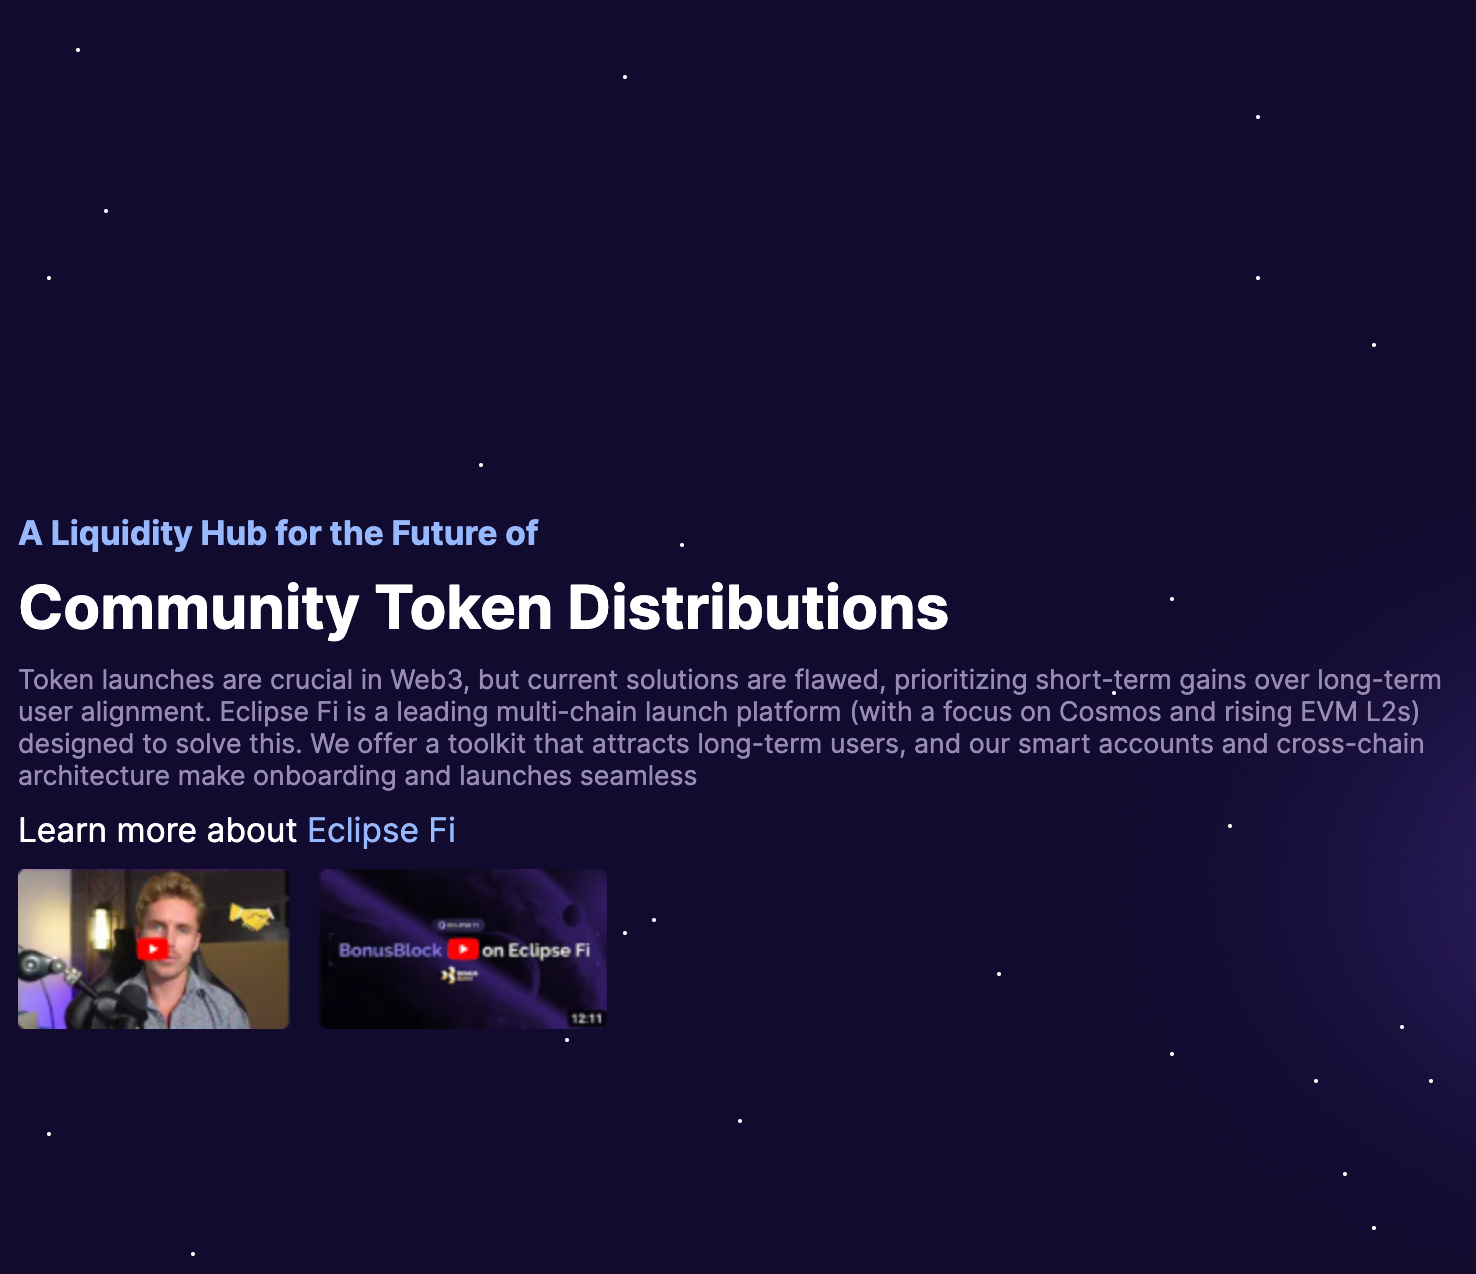 A Liquidity Hub for the Future of
Community Token Distributions
Token launches are crucial in Web3, but current solutions are flawed, prioritizing short-term gains over long-term
user alignment. Eclipse Fi is a leading multi-chain launch platform (with a focus on Cosmos and rising EVM L2s)
designed to solve this. We offer a toolkit that attracts long-term users, and our smart accounts and cross-chain
architecture make onboarding and launches seamless
Learn more about Eclipse Fi
ECLIPSE FI
BonusBlock on Eclipse Fi
BONUS
BLOCK
12:11